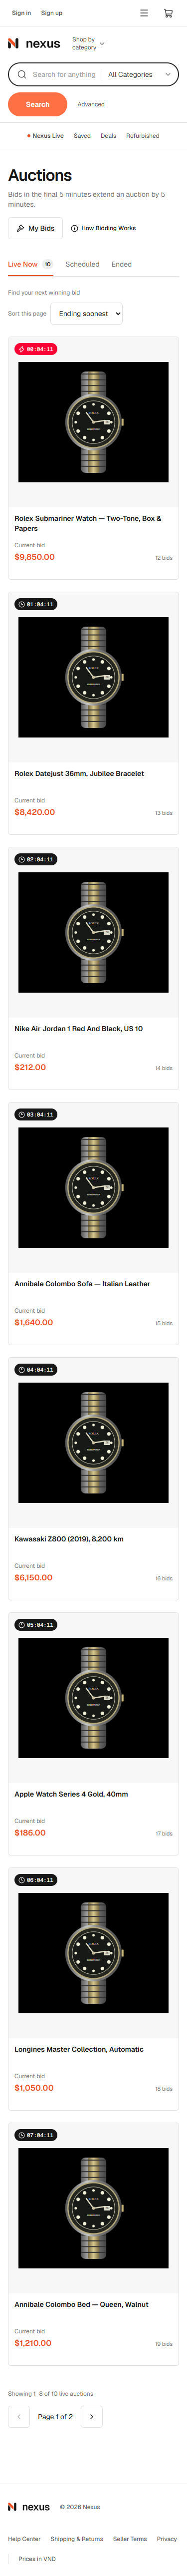 Sign in Sign up
nexus
Shop by
category
Search for anything All Categories
Search Advanced
Nexus Live Saved Deals Refurbished
Auctions
Bids in the final 5 minutes extend an auction by 5
minutes.
My Bids How Bidding Works
Live Now 10 Scheduled Ended
Find your next winning bid
Sort this page Ending soonest
00:04:11
Rolex Submariner Watch — Two-Tone, Box &
Papers
Current bid
$9,850.00 12 bids
01:04:11
Rolex Datejust 36mm, Jubilee Bracelet
Current bid
$8,420.00 13 bids
02:04:11
Nike Air Jordan 1 Red And Black, US 10
Current bid
$212.00 14 bids
03:04:11
Annibale Colombo Sofa — Italian Leather
Current bid
$1,640.00 15 bids
04:04:11
Kawasaki Z800 (2019), 8,200 km
Current bid
$6,150.00 16 bids
05:04:11
Apple Watch Series 4 Gold, 40mm
Current bid
$186.00 17 bids
06:04:11
Longines Master Collection, Automatic
Current bid
$1,050.00 18 bids
07:04:11
Annibale Colombo Bed — Queen, Walnut
Current bid
$1,210.00 19 bids
Showing 1–8 of 10 live auctions
Page 1 of 2
nexus © 2026 Nexus
Help Center Shipping & Returns Seller Terms Privacy
Prices in VND